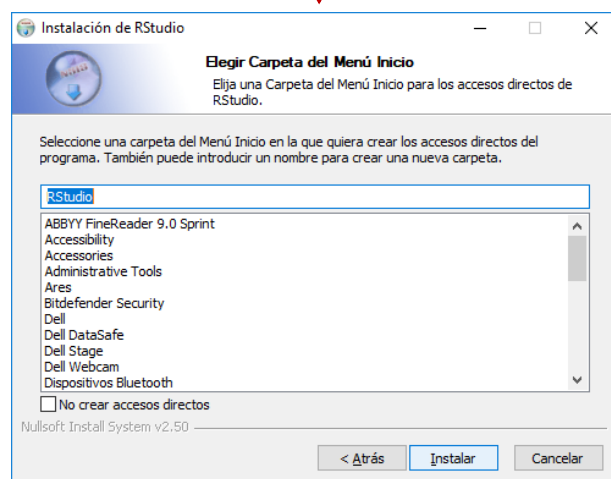 Instalación de RStudio
Elegir Carpeta del Menú Inicio
Elija una Carpeta del Menú Inicio para los accesos directos de
RStudio.
Seleccione una carpeta del Menú Inicio en la que quiera crear los accesos directos del
programa. También puede introducir un nombre para crear una nueva carpeta.
RStudio
ABBYY FineReader 9.0 Sprint
Accessibility
Accessories
Administrative Tools
Ares
Bitdefender Security
Dell
Dell DataSafe
Dell Stage
Dell Webcam
Dispositivos Bluetooth
No crear accesos directos
Nullsoft Install System v2.50
< Atrás Instalar Cancelar